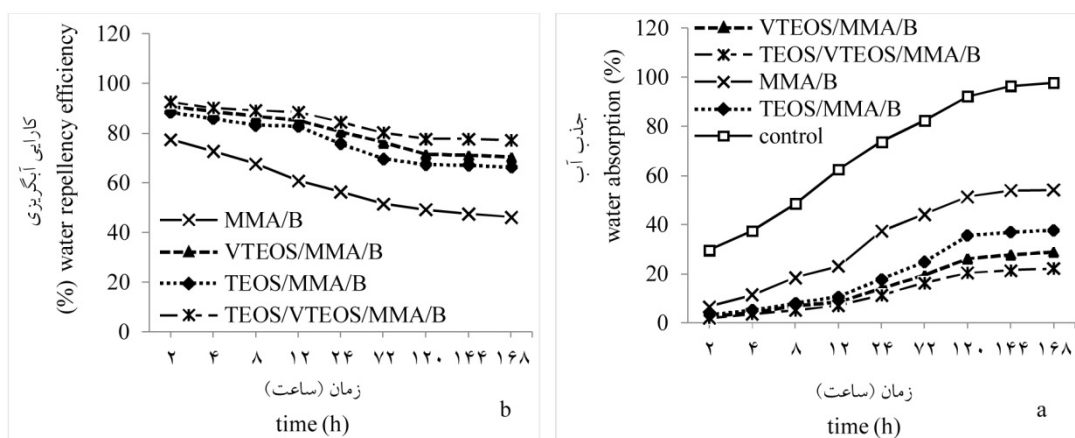 120
100
80
60
40
20
0
کارایی آبگریزی
(%) water repellency efficiency
MMA/B
VTEOS/MMA/B
TEOS/MMA/B
TEOS/VTEOS/MMA/B
۲ ۴ ۸ ۱۲ ۲۴ ۷۲ ۱۲۰ ۱۴۴ ۱۶۸
زمان (ساعت)
time (h)
b
120
100
80
60
40
20
0
جذب آب
water absorption (%)
VTEOS/MMA/B
TEOS/VTEOS/MMA/B
MMA/B
TEOS/MMA/B
control
۲ ۴ ۸ ۱۲ ۲۴ ۷۲ ۱۲۰ ۱۴۴ ۱۶۸
زمان (ساعت)
time (h)
a